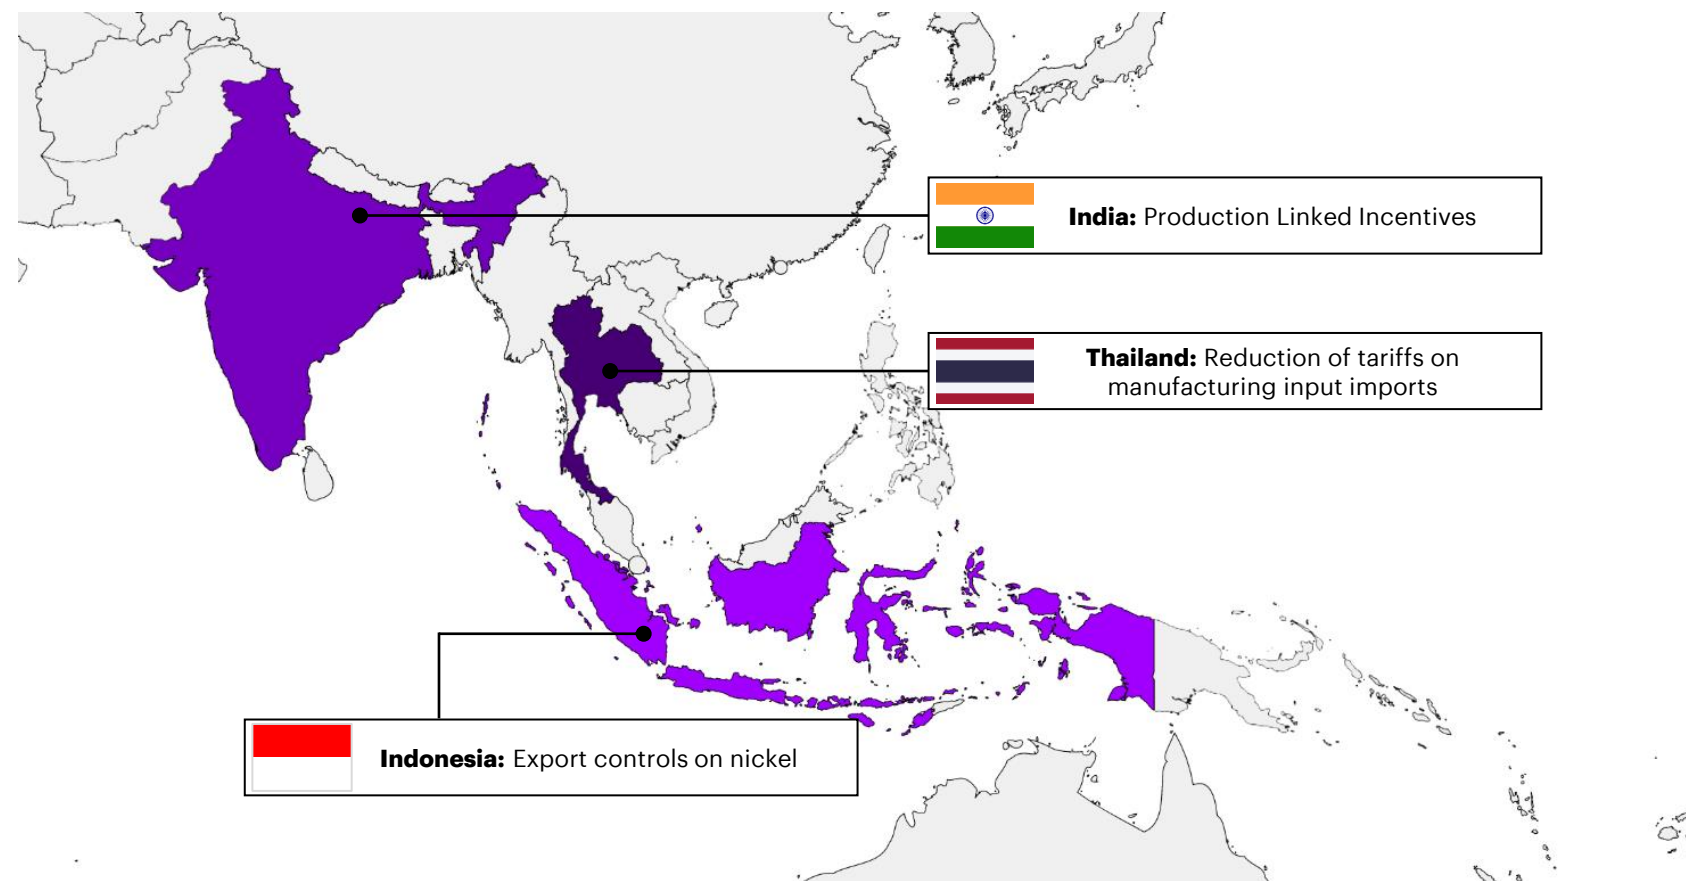 India: Production Linked Incentives
Thailand: Reduction of tariffs on
manufacturing input imports
Indonesia: Export controls on nickel